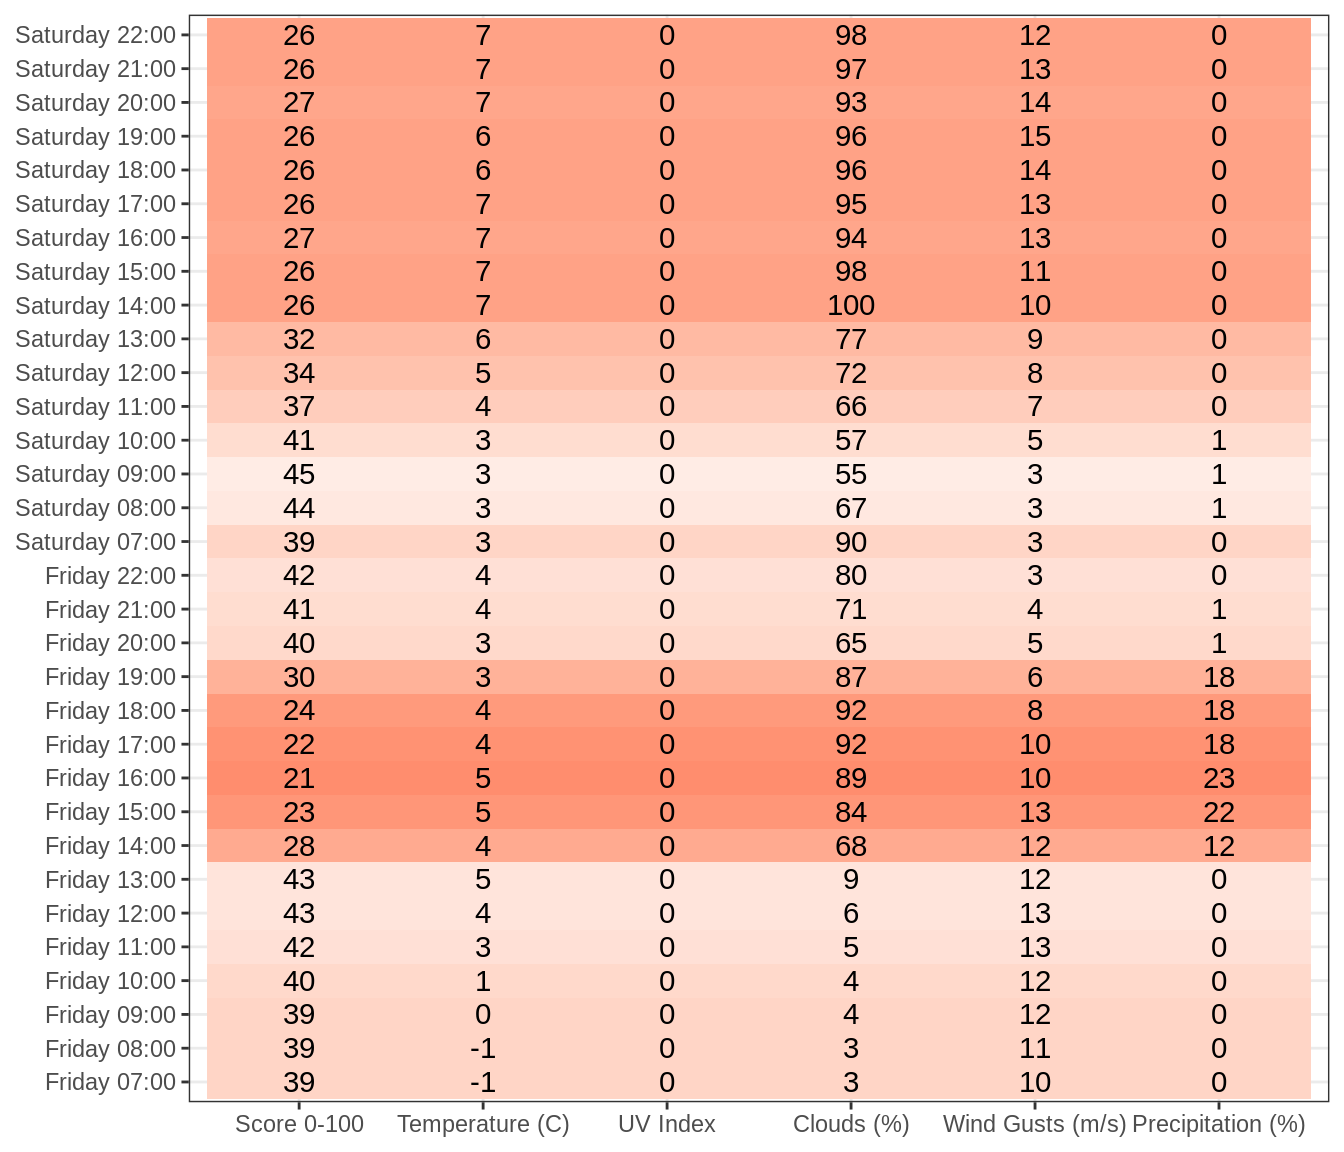 Saturday 22:00 26 7 0 98 12 0
Saturday 21:00 26 7 0 97 13 0
Saturday 20:00 27 7 0 93 14 0
Saturday 19:00 26 6 0 96 15 0
Saturday 18:00 26 6 0 96 14 0
Saturday 17:00 26 7 0 95 13 0
Saturday 16:00 27 7 0 94 13 0
Saturday 15:00 26 7 0 98 11 0
Saturday 14:00 26 7 0 100 10 0
Saturday 13:00 32 6 0 77 9 0
Saturday 12:00 34 5 0 72 8 0
Saturday 11:00 37 4 0 66 7 0
Saturday 10:00 41 3 0 57 5 1
Saturday 09:00 45 3 0 55 3 1
Saturday 08:00 44 3 0 67 3 1
Saturday 07:00 39 3 0 90 3 0
Friday 22:00 42 4 0 80 3 0
Friday 21:00 41 4 0 71 4 1
Friday 20:00 40 3 0 65 5 1
Friday 19:00 30 3 0 87 6 18
Friday 18:00 24 4 0 92 8 18
Friday 17:00 22 4 0 92 10 18
Friday 16:00 21 5 0 89 10 23
Friday 15:00 23 5 0 84 13 22
Friday 14:00 28 4 0 68 12 12
Friday 13:00 43 5 0 9 12 0
Friday 12:00 43 4 0 6 13 0
Friday 11:00 42 3 0 5 13 0
Friday 10:00 40 1 0 4 12 0
Friday 09:00 39 0 0 4 12 0
Friday 08:00 39 -1 0 3 11 0
Friday 07:00 39 -1 0 3 10 0
Score 0-100 Temperature (C) UV Index Clouds (%) Wind Gusts (m/s) Precipitation (%)